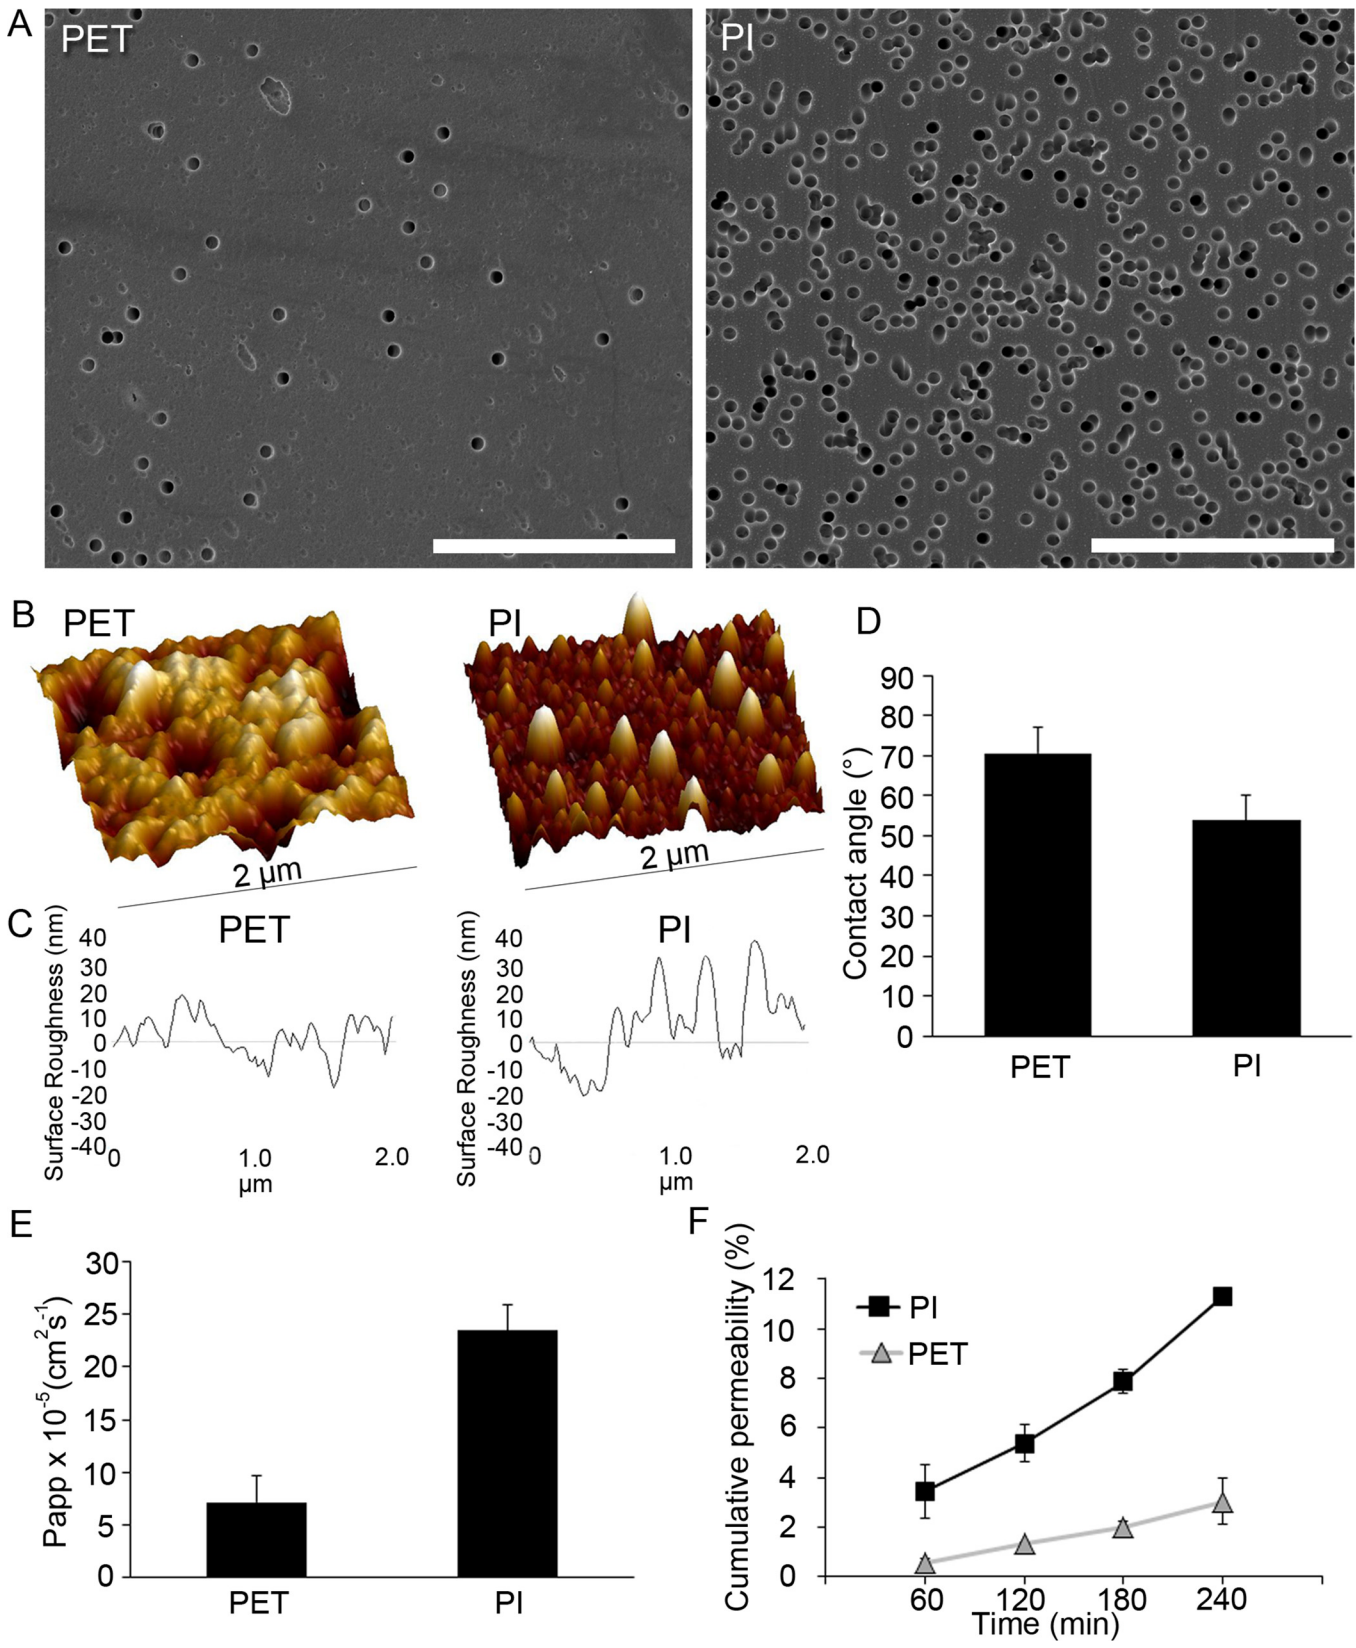 A
PET
PI
B
PET
PI
2 µm
2 µm
C
PET
PI
Surface Roughness (nm)
40
30
20
10
0
-10
-20
-30
-40
0
1.0
2.0
µm
Surface Roughness (nm)
40
30
20
10
0
-10
-20
-30
-40
0
1.0
2.0
µm
D
Contact angle (°)
90
80
70
60
50
40
30
20
10
0
PET
PI
E
Papp x 10⁻⁵(cm²s⁻¹)
30
25
20
15
10
5
0
PET
PI
F
Cumulative permeability (%)
12
10
8
6
4
2
0
PI
PET
60
120
180
240
Time (min)